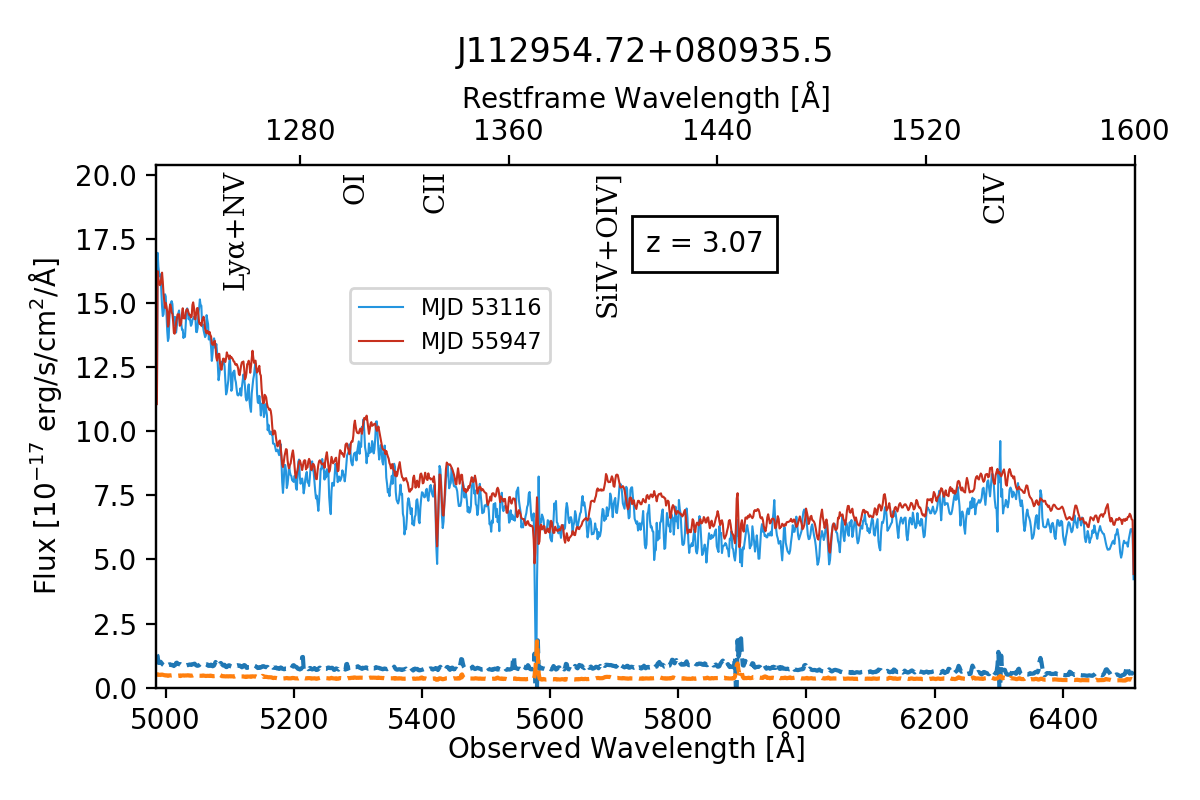 J112954.72+080935.5
Restframe Wavelength [Å]
1280 1360 1440 1520 1600
20.0
17.5
15.0
12.5
10.0
7.5
5.0
2.5
0.0
Flux [10⁻¹⁷ erg/s/cm²/Å]
Lyα+NV
OI
CII
SiIV+OIV]
CIV
z = 3.07
MJD 53116
MJD 55947
5000 5200 5400 5600 5800 6000 6200 6400
Observed Wavelength [Å]